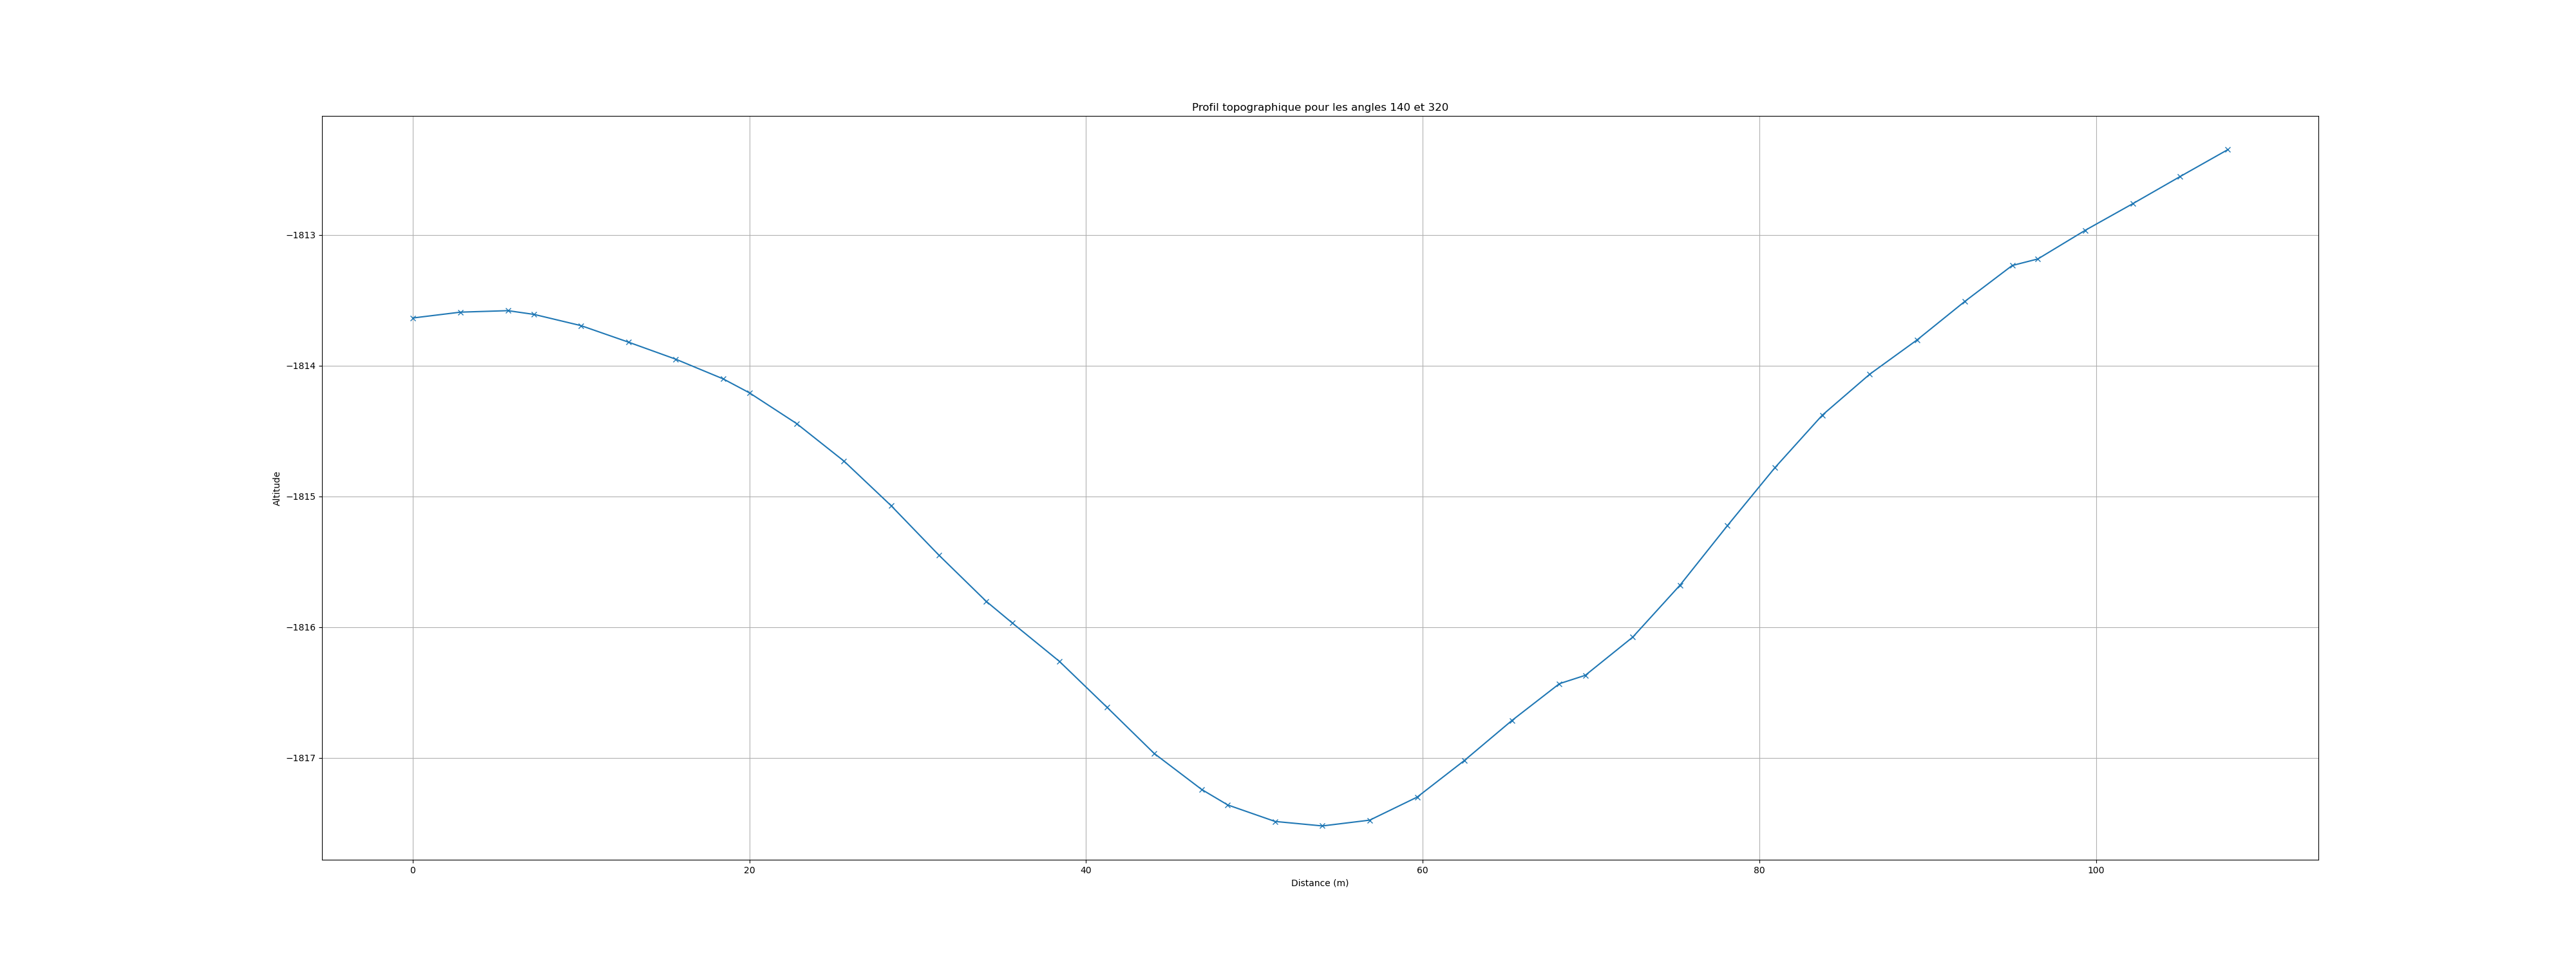 Profil topographique pour les angles 140 et 320
−1813
−1814
−1815
−1816
−1817
Altitude
0 20 40 60 80 100
Distance (m)